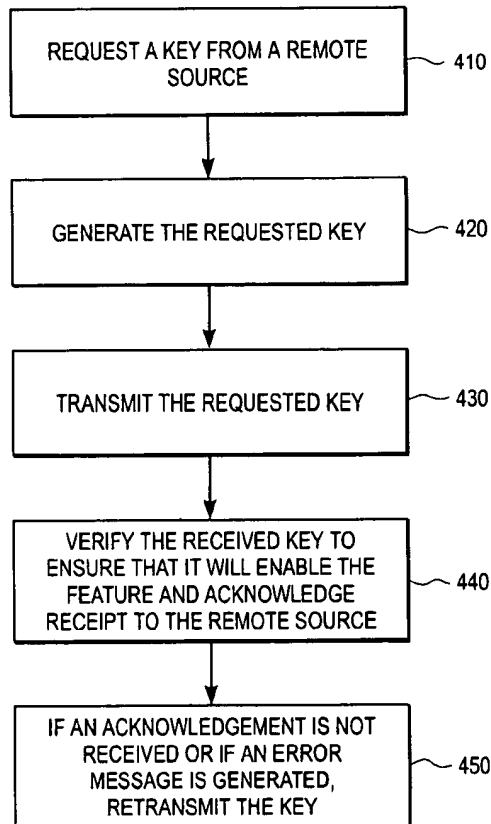 REQUEST A KEY FROM A REMOTE
SOURCE
410
GENERATE THE REQUESTED KEY
420
TRANSMIT THE REQUESTED KEY
430
VERIFY THE RECEIVED KEY TO
ENSURE THAT IT WILL ENABLE THE
FEATURE AND ACKNOWLEDGE
RECEIPT TO THE REMOTE SOURCE
440
IF AN ACKNOWLEDGEMENT IS NOT
RECEIVED OR IF AN ERROR
MESSAGE IS GENERATED,
RETRANSMIT THE KEY
450